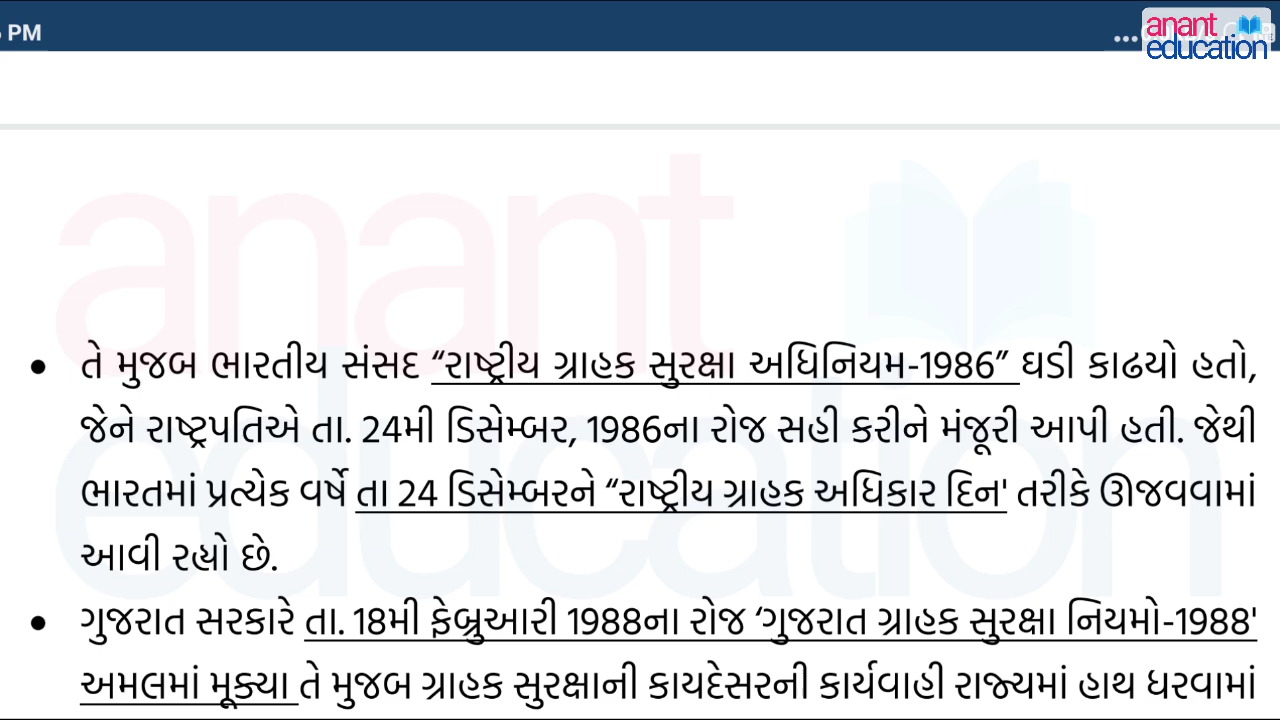 PM
anant
education
તે મુજબ ભારતીય સંસદ “રાષ્ટ્રીય ગ્રાહક સુરક્ષા અધિનિયમ-1986” ઘડી કાઢયો હતો,
જેને રાષ્ટ્રપતિએ તા. 24મી ડિસેમ્બર, 1986ના રોજ સહી કરીને મંજૂરી આપી હતી. જેથી
ભારતમાં પ્રત્યેક વર્ષે તા 24 ડિસેમ્બરને “રાષ્ટ્રીય ગ્રાહક અધિકાર દિન' તરીકે ઊજવવામાં
આવી રહ્યો છે.
ગુજરાત સરકારે તા. 18મી ફેબ્રુઆરી 1988ના રોજ ‘ગુજરાત ગ્રાહક સુરક્ષા નિયમો-1988'
અમલમાં મૂક્યા તે મુજબ ગ્રાહક સુરક્ષાની કાયદેસરની કાર્યવાહી રાજ્યમાં હાથ ધરવામાં